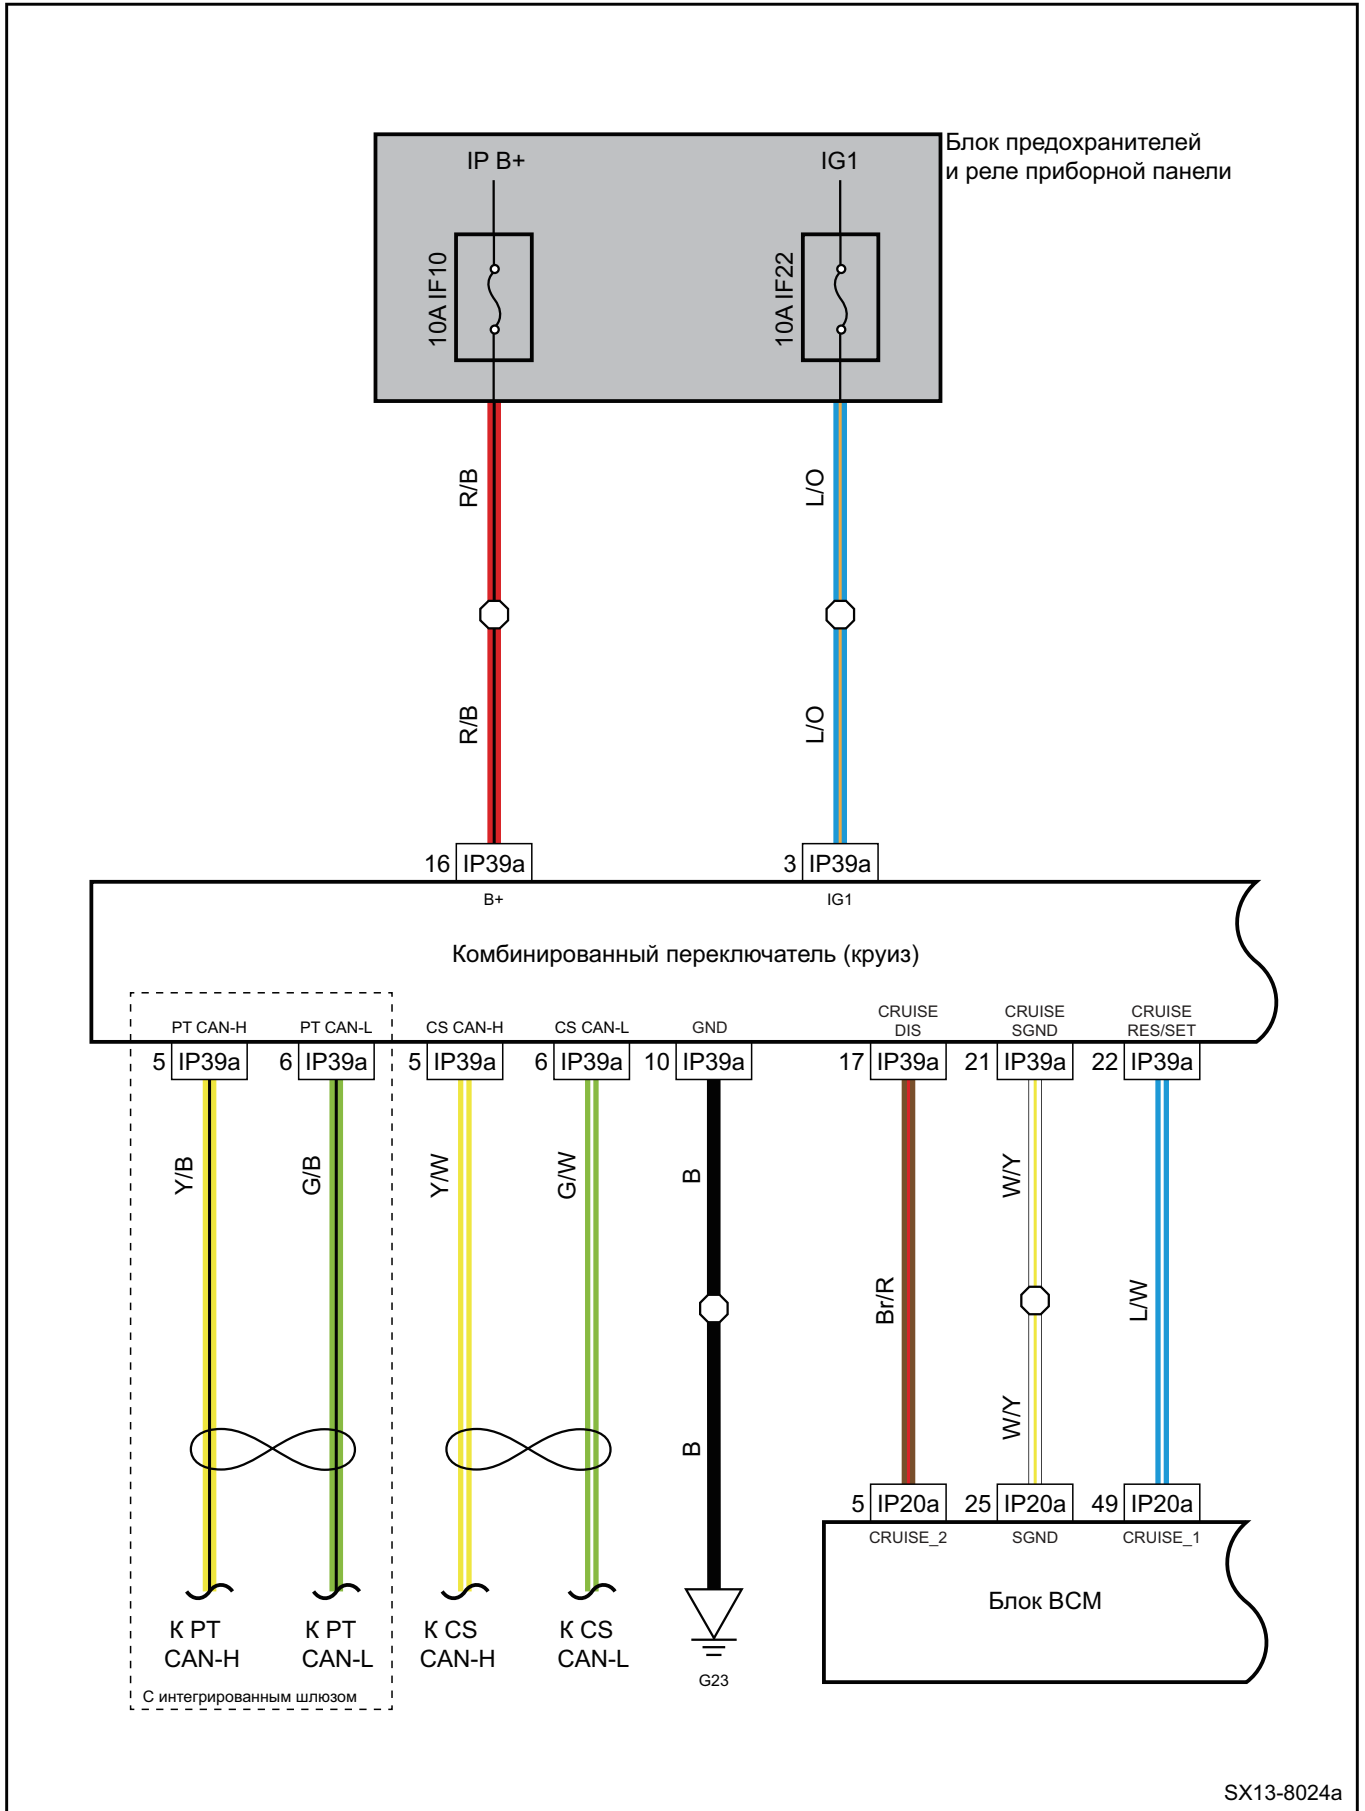 Блок предохранителей
и реле приборной панели
IP B+
IG1
10A IF10
10A IF22
R/B
L/O
R/B
L/O
16 IP39a
3 IP39a
B+
IG1
Комбинированный переключатель (круиз)
PT CAN-H
PT CAN-L
CS CAN-H
CS CAN-L
GND
CRUISE
DIS
CRUISE
SGND
CRUISE
RES/SET
5 IP39a
6 IP39a
5 IP39a
6 IP39a
10 IP39a
17 IP39a
21 IP39a
22 IP39a
Y/B
G/B
Y/W
G/W
B
W/Y
Br/R
L/W
B
W/Y
5 IP20a
25 IP20a
49 IP20a
CRUISE_2
SGND
CRUISE_1
Блок BCM
К PT
CAN-H
К PT
CAN-L
К CS
CAN-H
К CS
CAN-L
G23
С интегрированным шлюзом
SX13-8024a